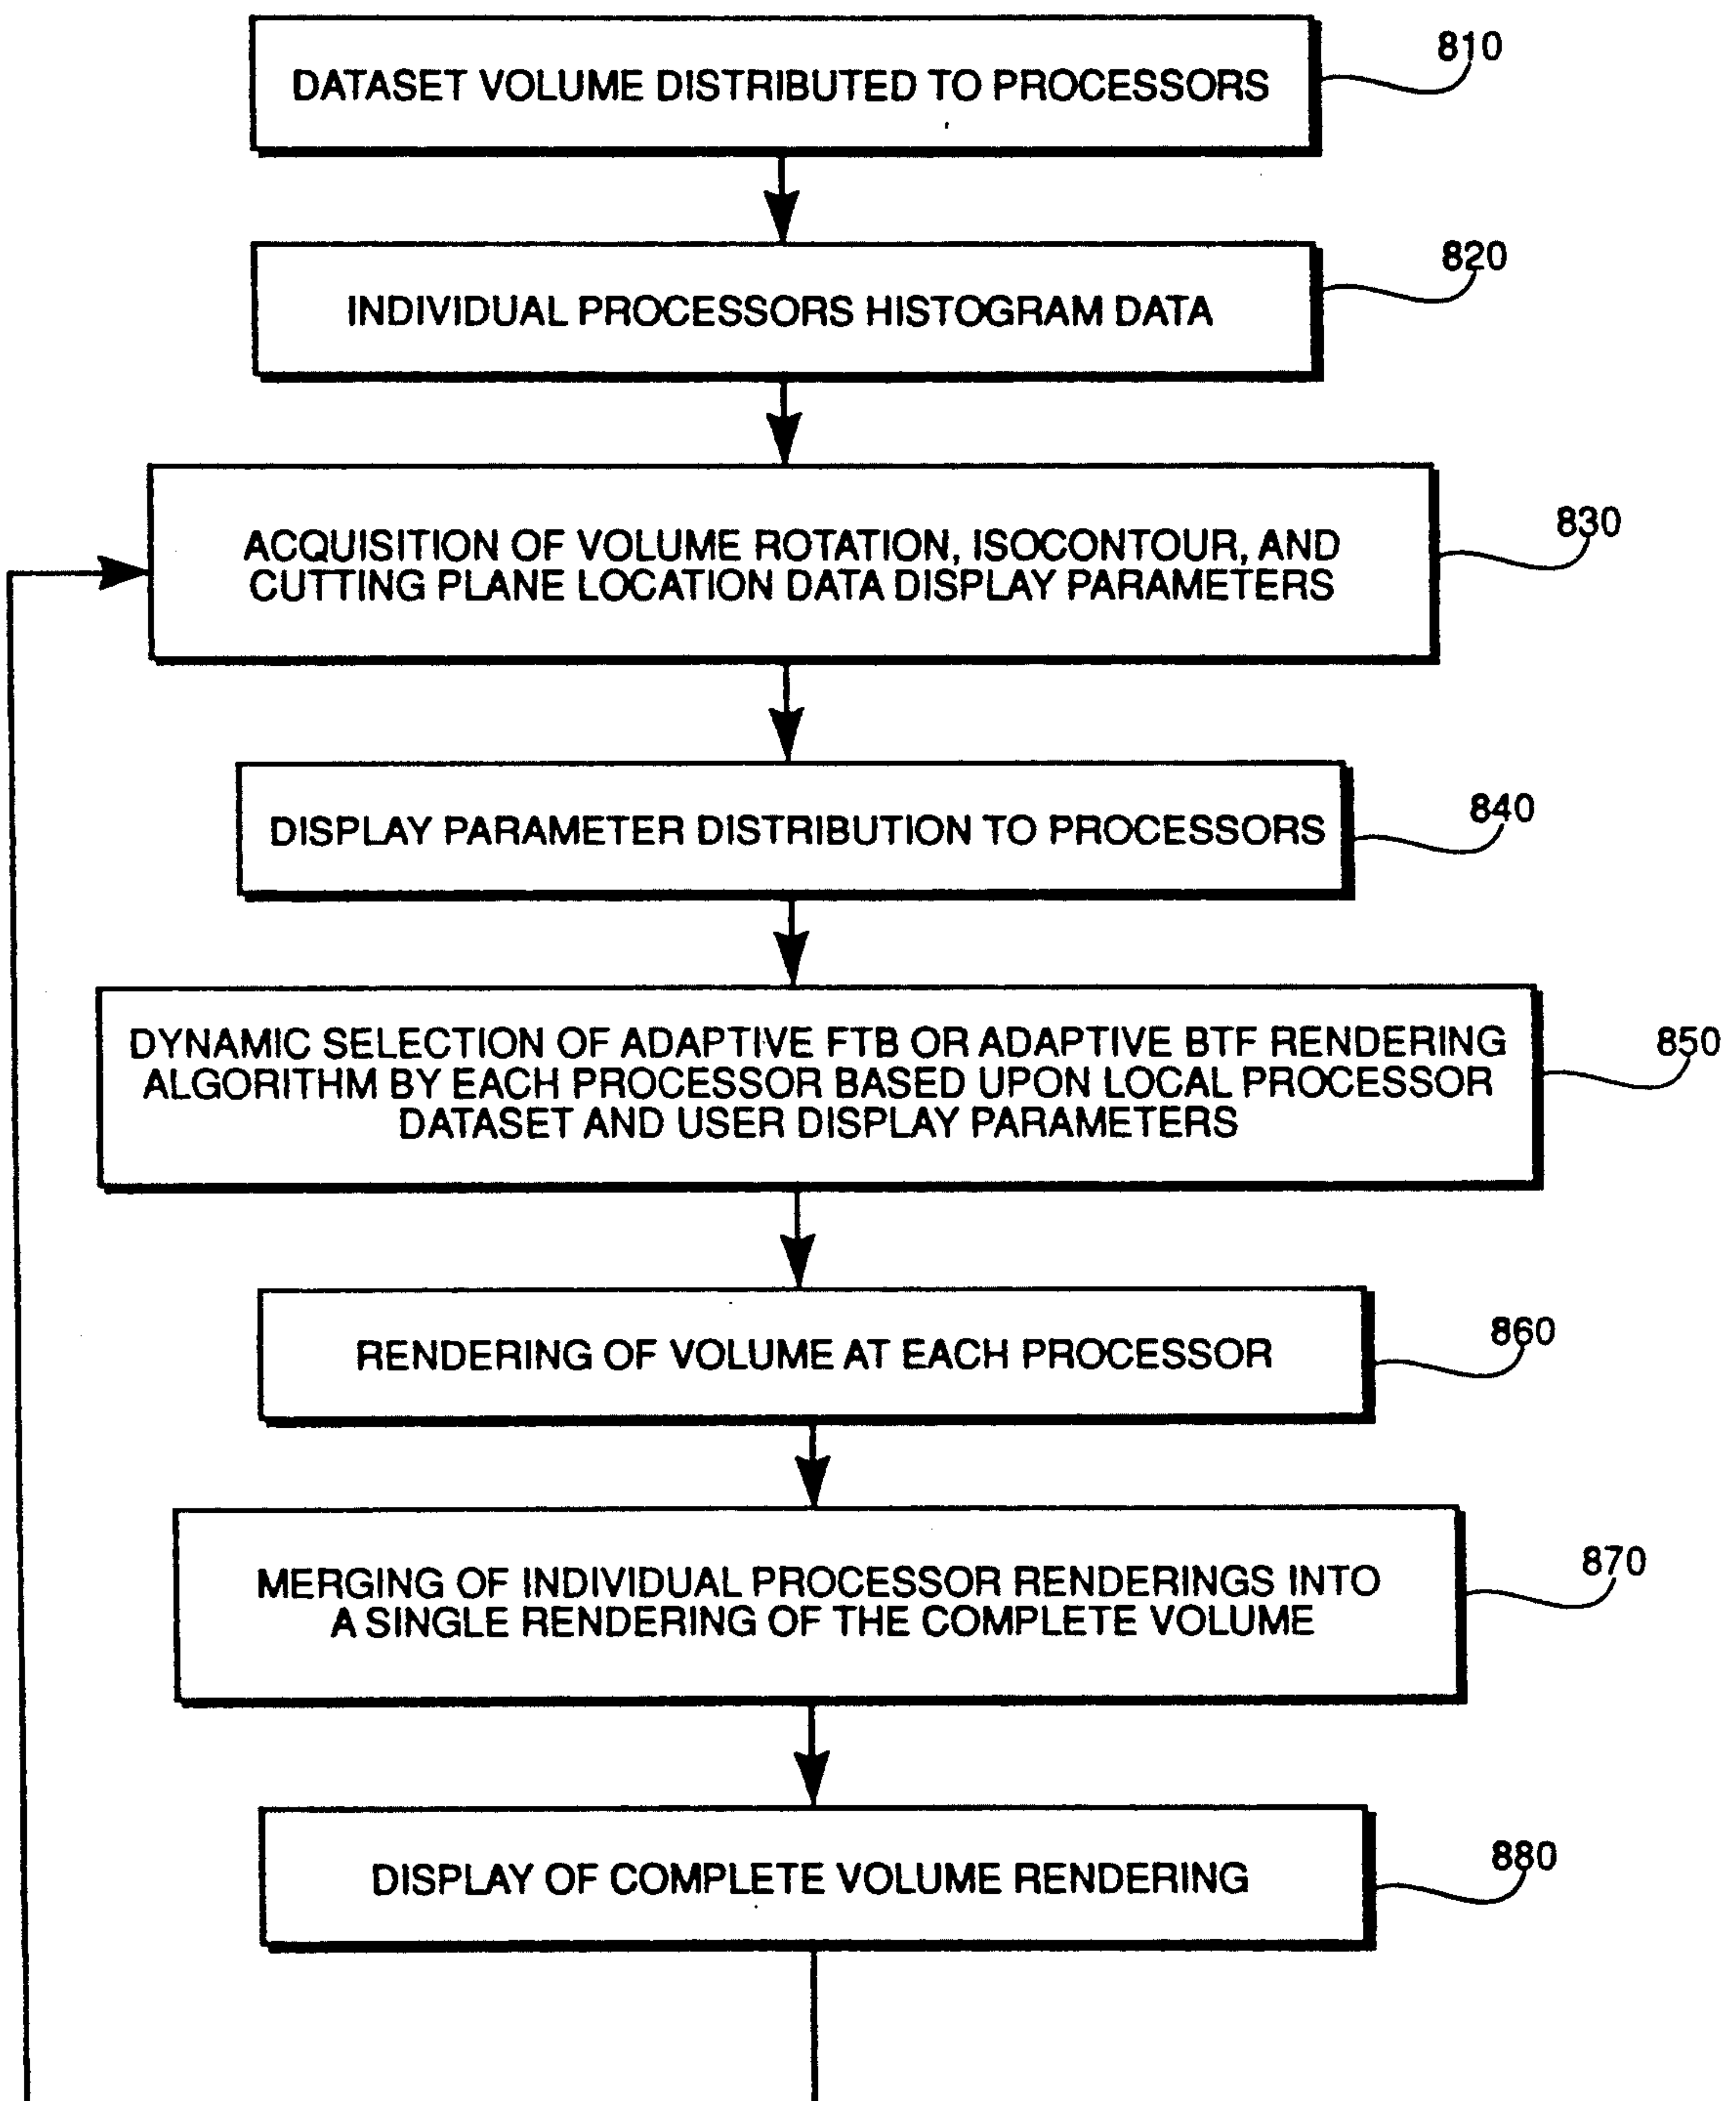 810
DATASET VOLUME DISTRIBUTED TO PROCESSORS
820
INDIVIDUAL PROCESSORS HISTOGRAM DATA
830
ACQUISITION OF VOLUME ROTATION, ISOCONTOUR, AND
CUTTING PLANE LOCATION DATA DISPLAY PARAMETERS
840
DISPLAY PARAMETER DISTRIBUTION TO PROCESSORS
850
DYNAMIC SELECTION OF ADAPTIVE FTB OR ADAPTIVE BTF RENDERING
ALGORITHM BY EACH PROCESSOR BASED UPON LOCAL PROCESSOR
DATASET AND USER DISPLAY PARAMETERS
860
RENDERING OF VOLUME AT EACH PROCESSOR
870
MERGING OF INDIVIDUAL PROCESSOR RENDERINGS INTO
A SINGLE RENDERING OF THE COMPLETE VOLUME
880
DISPLAY OF COMPLETE VOLUME RENDERING